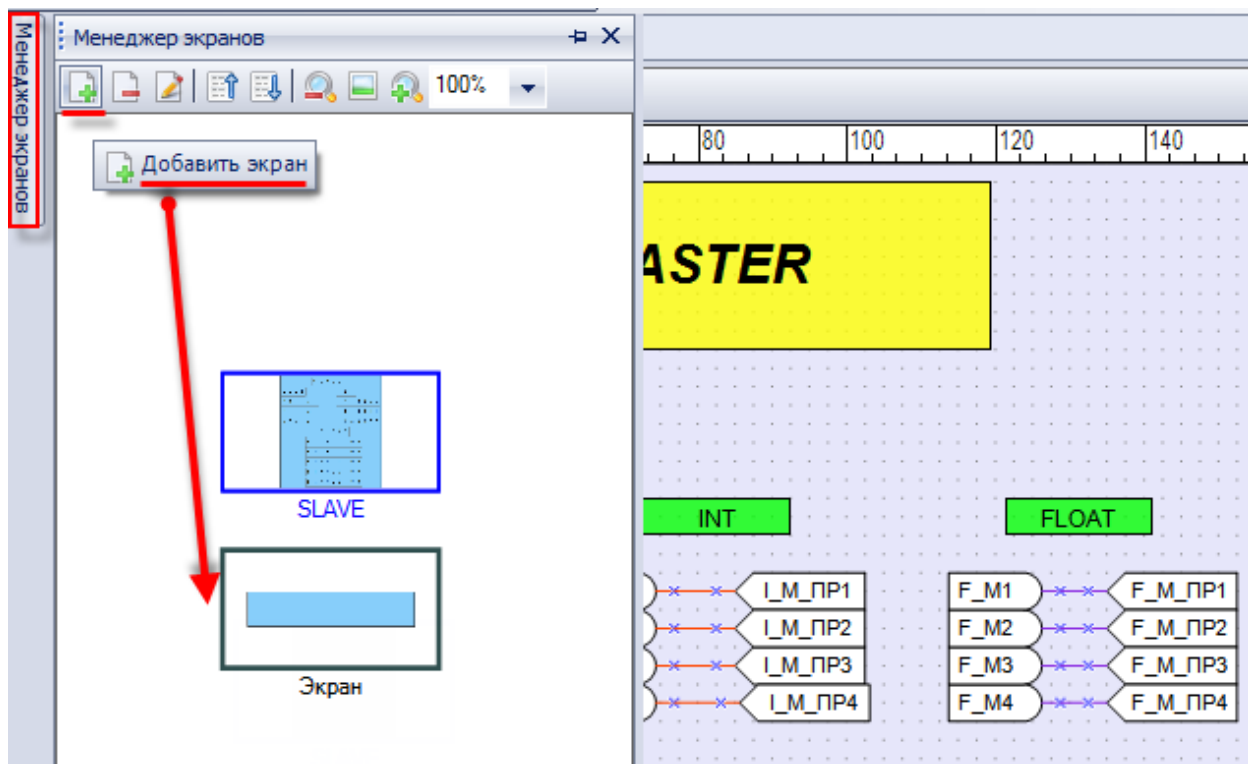 Менеджер экранов
Менеджер экранов
100%
Добавить экран
SLAVE
Экран
80 100 120 140
ASTER
INT FLOAT
I_M_ПР1 F_M1 F_M_ПР1
I_M_ПР2 F_M2 F_M_ПР2
I_M_ПР3 F_M3 F_M_ПР3
I_M_ПР4 F_M4 F_M_ПР4